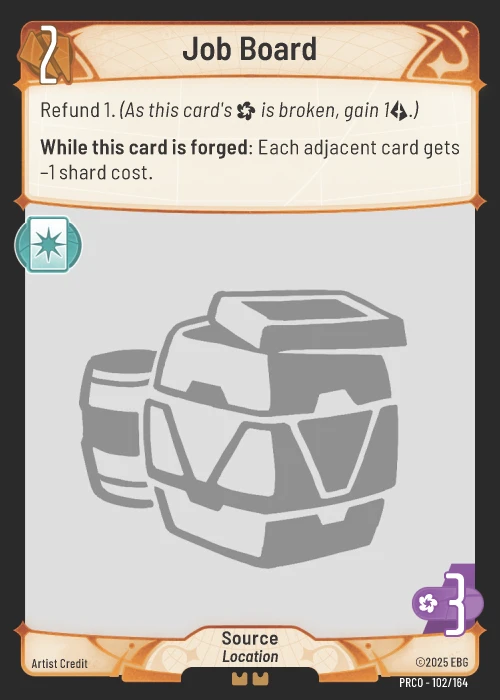 2
Job Board
Refund 1. (As this card's is broken, gain 1.)
While this card is forged: Each adjacent card gets
–1 shard cost.
3
Source
Location
Artist Credit
©2025 EBG
PRC0 - 102/164